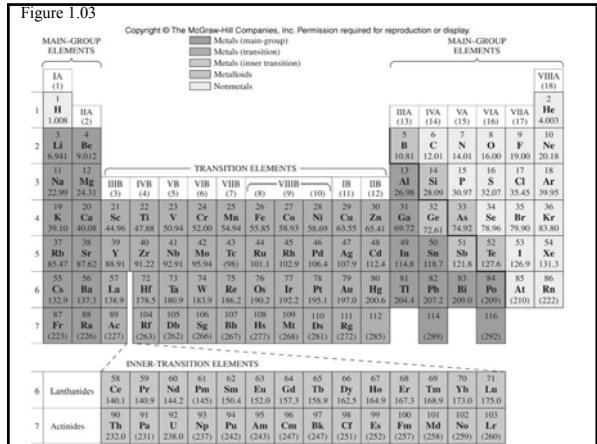 Figure 1.03
Copyright © The McGraw-Hill Companies, Inc. Permission required for reproduction or display.
MAIN–GROUP ELEMENTS
Metals (main-group)
Metals (transition)
Metals (inner transition)
Metalloids
Nonmetals
MAIN–GROUP ELEMENTS
IA (1) VIIIA (18)
1 1 H 1.008 IIA (2) IIIA (13) IVA (14) VA (15) VIA (16) VIIA (17) 2 He 4.003
2 3 Li 6.941 4 Be 9.012 5 B 10.81 6 C 12.01 7 N 14.01 8 O 16.00 9 F 19.00 10 Ne 20.18
TRANSITION ELEMENTS
3 11 Na 22.99 12 Mg 24.31 IIIB (3) IVB (4) VB (5) VIB (6) VIIB (7) (8) VIIIB (9) (10) IB (11) IIB (12) 13 Al 26.98 14 Si 28.09 15 P 30.97 16 S 32.07 17 Cl 35.45 18 Ar 39.95
4 19 K 39.10 20 Ca 40.08 21 Sc 44.96 22 Ti 47.88 23 V 50.94 24 Cr 52.00 25 Mn 54.94 26 Fe 55.85 27 Co 58.93 28 Ni 58.69 29 Cu 63.55 30 Zn 65.41 31 Ga 69.72 32 Ge 72.61 33 As 74.92 34 Se 78.96 35 Br 79.90 36 Kr 83.80
5 37 Rb 85.47 38 Sr 87.62 39 Y 88.91 40 Zr 91.22 41 Nb 92.91 42 Mo 95.94 43 Tc (98) 44 Ru 101.1 45 Rh 102.9 46 Pd 106.4 47 Ag 107.9 48 Cd 112.4 49 In 114.8 50 Sn 118.7 51 Sb 121.8 52 Te 127.6 53 I 126.9 54 Xe 131.3
6 55 Cs 132.9 56 Ba 137.3 57 La 138.9 72 Hf 178.5 73 Ta 180.9 74 W 183.9 75 Re 186.2 76 Os 190.2 77 Ir 192.2 78 Pt 195.1 79 Au 197.0 80 Hg 200.6 81 Tl 204.4 82 Pb 207.2 83 Bi 209.0 84 Po (209) 85 At (210) 86 Rn (222)
7 87 Fr (223) 88 Ra (226) 89 Ac (227) 104 Rf (263) 105 Db (262) 106 Sg (266) 107 Bh (267) 108 Hs (277) 109 Mt (268) 110 Ds (281) 111 Rg (272) 112 (285) 114 (289) 116 (292)
INNER-TRANSITION ELEMENTS
6 Lanthanides 58 Ce 140.1 59 Pr 140.9 60 Nd 144.2 61 Pm (145) 62 Sm 150.4 63 Eu 152.0 64 Gd 157.3 65 Tb 158.9 66 Dy 162.5 67 Ho 164.9 68 Er 167.3 69 Tm 168.9 70 Yb 173.0 71 Lu 175.0
7 Actinides 90 Th 232.0 91 Pa (231) 92 U 238.0 93 Np (237) 94 Pu (242) 95 Am (243) 96 Cm (247) 97 Bk (247) 98 Cf (251) 99 Es (252) 100 Fm (257) 101 Md (258) 102 No (259) 103 Lr (260)